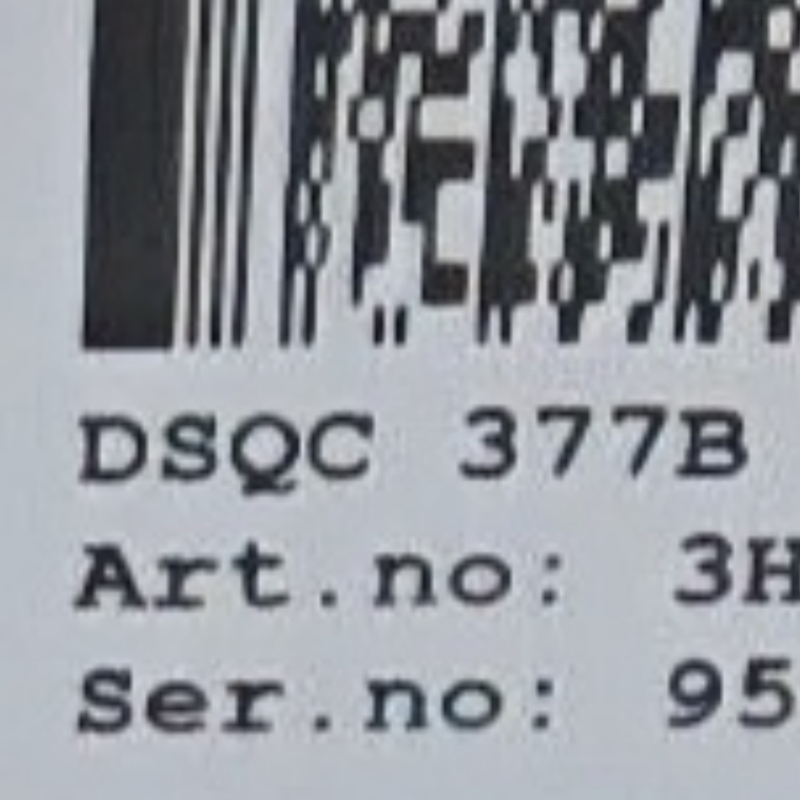 DSQC 377B
Art.no: 3H
Ser.no: 95